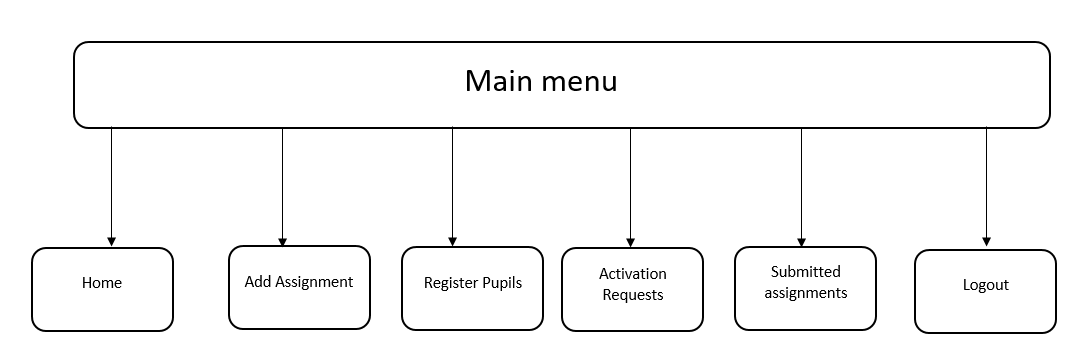 Main menu
Home
Add Assignment
Register Pupils
Activation
Requests
Submitted
assignments
Logout